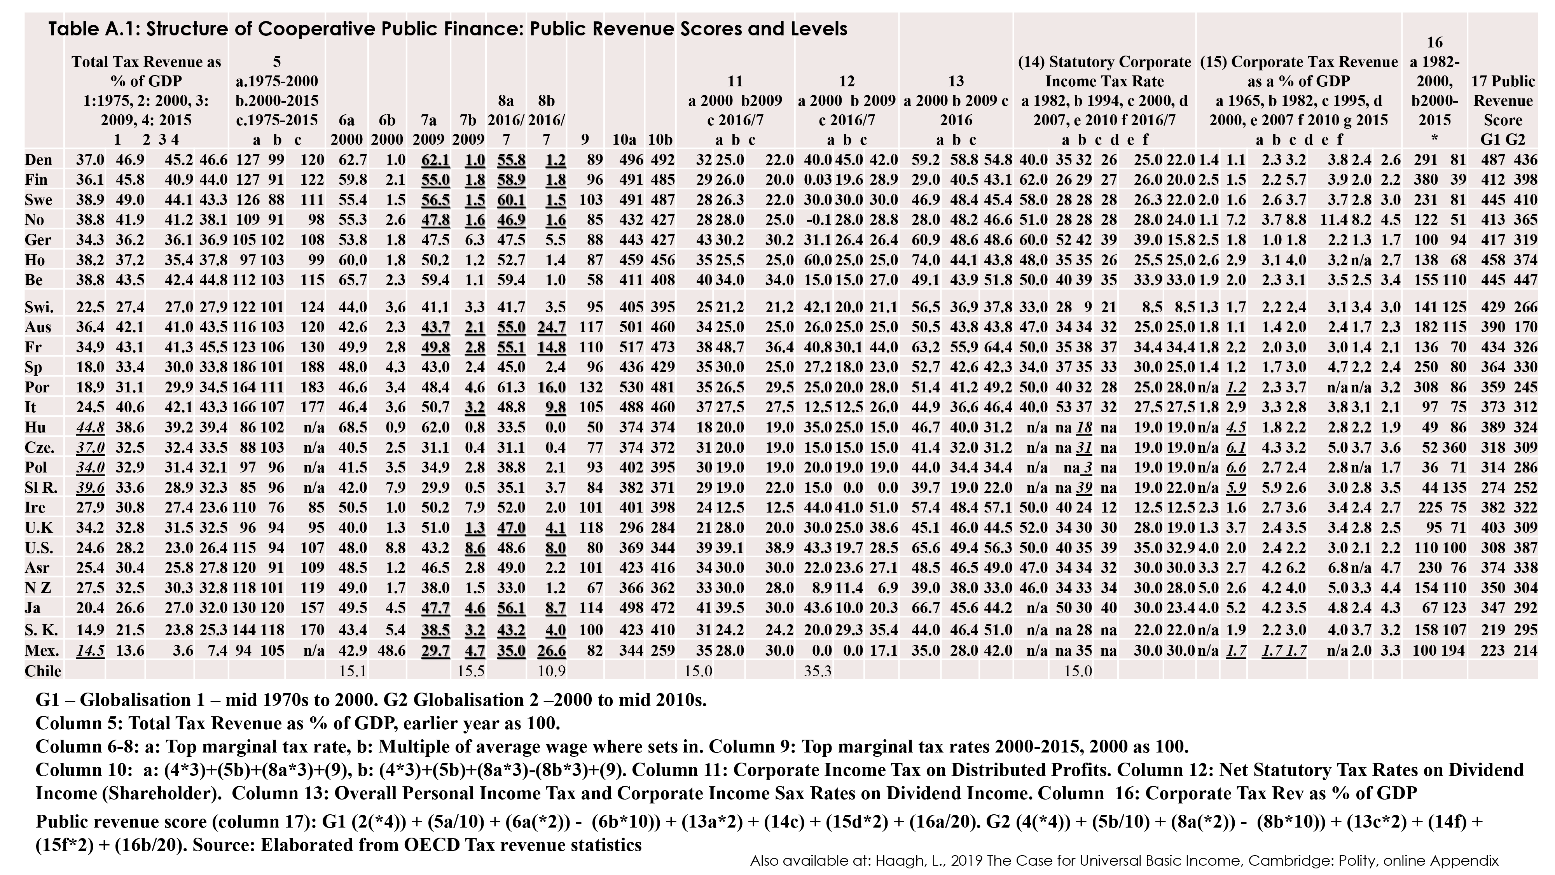 Table A.1: Structure of Cooperative Public Finance: Public Revenue Scores and Levels
16
Total Tax Revenue as 5 (14) Statutory Corporate (15) Corporate Tax Revenue a 1982-
% of GDP a.1975-2000 11 12 13 Income Tax Rate as a % of GDP 2000, 17 Public
1:1975, 2: 2000, 3: b.2000-2015 8a 8b a 2000 b2009 a 2000 b 2009 a 2000 b 2009 c a 1982, b 1994, c 2000, d a 1965, b 1982, c 1995, d b2000- Revenue
2009, 4: 2015 c.1975-2015 6a 6b 7a 7b 2016/ 2016/ c 2016/7 c 2016/7 2016 2007, e 2010 f 2016/7 2000, e 2007 f 2010 g 2015 2015 Score
1 2 3 4 a b c 2000 2000 2009 2009 7 7 9 10a 10b a b c a b c a b c a b c d e f a b c d e f * G1 G2
Den 37.0 46.9 45.2 46.6 127 99 120 62.7 1.0 62.1 1.0 55.8 1.2 89 496 492 32 25.0 22.0 40.0 45.0 42.0 59.2 58.8 54.8 40.0 35 32 26 25.0 22.0 1.4 1.1 2.3 3.2 3.8 2.4 2.6 291 81 487 436
Fin 36.1 45.8 40.9 44.0 127 91 122 59.8 2.1 55.0 1.8 58.9 1.8 96 491 485 29 26.0 20.0 0.03 19.6 28.9 29.0 40.5 43.1 62.0 26 29 27 26.0 20.0 2.5 1.5 2.2 5.7 3.9 2.0 2.2 380 39 412 398
Swe 38.9 49.0 44.1 43.3 126 88 111 55.4 1.5 56.5 1.5 60.1 1.5 103 491 487 28 26.3 22.0 30.0 30.0 30.0 46.9 48.4 45.4 58.0 28 28 28 26.3 22.0 2.0 1.6 2.6 3.7 3.7 2.8 3.0 231 81 445 410
No 38.8 41.9 41.2 38.1 109 91 98 55.3 2.6 47.8 1.6 46.9 1.6 85 432 427 28 28.0 25.0 -0.1 28.0 28.8 28.0 48.2 46.6 51.0 28 28 28 28.0 24.0 1.1 7.2 3.7 8.8 11.4 8.2 4.5 122 51 413 365
Ger 34.3 36.2 36.1 36.9 105 102 108 53.8 1.8 47.5 6.3 47.5 5.5 88 443 427 43 30.2 30.2 31.1 26.4 26.4 60.9 48.6 48.6 60.0 52 42 39 39.0 15.8 2.5 1.8 1.0 1.8 2.2 1.3 1.7 100 94 417 319
Ho 38.2 37.2 35.4 37.8 97 103 99 60.0 1.8 50.2 1.2 52.7 1.4 87 459 456 35 25.5 25.0 60.0 25.0 25.0 74.0 44.1 43.8 48.0 35 35 26 25.5 25.0 2.6 2.9 3.1 4.0 3.2 n/a 2.7 138 68 458 374
Be 38.8 43.5 42.4 44.8 112 103 115 65.7 2.3 59.4 1.1 59.4 1.0 58 411 408 40 34.0 34.0 15.0 15.0 27.0 49.1 43.9 51.8 50.0 40 39 35 33.9 33.0 1.9 2.0 2.3 3.1 3.5 2.5 3.4 155 110 445 447
Swi. 22.5 27.4 27.0 27.9 122 101 124 44,0 3.6 41.1 3.3 41.7 3.5 95 405 395 25 21.2 21.2 42.1 20.0 21.1 56.5 36.9 37.8 33.0 28 9 21 8.5 8.5 1.3 1.7 2.2 2.4 3.1 3.4 3.0 141 125 429 266
Aus 36.4 42.1 41.0 43.5 116 103 120 42.6 2.3 43.7 2.1 55.0 24.7 117 501 460 34 25.0 25.0 26.0 25.0 25.0 50.5 43.8 43.8 47.0 34 34 32 25.0 25.0 1.8 1.1 1.4 2.0 2.4 1.7 2.3 182 115 390 170
Fr 34.9 43.1 41.3 45.5 123 106 130 49.9 2.8 49.8 2.8 55.1 14.8 110 517 473 38 48.7 36.4 40.8 30.1 44.0 63.2 55.9 64.4 50.0 35 38 37 34.4 34.4 1.8 2.2 2.0 3.0 3.0 1.4 2.1 136 70 434 326
Sp 18.0 33.4 30.0 33.8 186 101 188 48.0 4.3 43.0 2.4 45.0 2.4 96 436 429 35 30.0 25.0 27.2 18.0 23.0 52.7 42.6 42.3 34.0 37 35 33 30.0 25.0 1.4 1.2 1.7 3.0 4.7 2.2 2.4 250 80 364 330
Por 18.9 31.1 29.9 34.5 164 111 183 46.6 3.4 48.4 4.6 61.3 16.0 132 530 481 35 26.5 29.5 25.0 20.0 28.0 51.4 41.2 49.2 50.0 40 32 28 25.0 28.0 n/a 1.2 2.3 3.7 n/a n/a 3.2 308 86 359 245
It 24.5 40.6 42.1 43.3 166 107 177 46.4 3.6 50.7 3.2 48.8 9.8 105 488 460 37 27.5 27.5 12.5 12.5 26.0 44.9 36.6 46.4 40.0 53 37 32 27.5 27.5 1.8 2.9 3.3 2.8 3.8 3.1 2.1 97 75 373 312
Hu 44.8 38.6 39.2 39.4 86 102 n/a 68.5 0.9 62.0 0.8 33.5 0.0 50 374 374 18 20.0 19.0 35.0 25.0 15.0 46.7 40.0 31.2 n/a na 18 na 19.0 19.0 n/a 4.5 1.8 2.2 2.8 2.2 1.9 49 86 389 324
Cze. 37.0 32.5 32.4 33.5 88 103 n/a 40.5 2.5 31.1 0.4 31.1 0.4 77 374 372 31 20.0 19.0 15.0 15.0 15.0 41.4 32.0 31.2 n/a na 31 na 19.0 19.0 n/a 6.1 4.3 3.2 5.0 3.7 3.6 52 360 318 309
Pol 34.0 32.9 31.4 32.1 97 96 n/a 41.5 3.5 34.9 2.8 38.8 2.1 93 402 395 30 19.0 19.0 20.0 19.0 19.0 44.0 34.4 34.4 n/a na 3 na 19.0 19.0 n/a 6.6 2.7 2.4 2.8 n/a 1.7 36 71 314 286
Sl R. 39.6 33.6 28.9 32.3 85 96 n/a 42.0 7.9 29.9 0.5 35.1 3.7 84 382 371 29 19.0 22.0 15.0 0.0 0.0 39.7 19.0 22.0 n/a na 39 na 19.0 22.0 n/a 5.9 5.9 2.6 3.0 2.8 3.5 44 135 274 252
Ire 27.9 30.8 27.4 23.6 110 76 85 50.5 1.0 50.2 7.9 52.0 2.0 101 401 398 24 12.5 12.5 44.0 41.0 51.0 57.4 48.4 57.1 50.0 40 24 12 12.5 12.5 2.3 1.6 2.7 3.6 3.4 2.4 2.7 225 75 382 322
U.K 34.2 32.8 31.5 32.5 96 94 95 40.0 1.3 51.0 1.3 47.0 4.1 118 296 284 21 28.0 20.0 30.0 25.0 38.6 45.1 46.0 44.5 52.0 34 30 30 28.0 19.0 1.3 3.7 2.4 3.5 3.4 2.8 2.5 95 71 403 309
U.S. 24.6 28.2 23.0 26.4 115 94 107 48.0 8.8 43.2 8.6 48.6 8.0 80 369 344 39 39.1 38.9 43.3 19.7 28.5 65.6 49.4 56.3 50.0 40 35 39 35.0 32.9 4.0 2.0 2.4 2.2 3.0 2.1 2.2 110 100 308 387
Asr 25.4 30.4 25.8 27.8 120 91 109 48.5 1.2 46.5 2.8 49.0 2.2 101 423 416 34 30.0 30.0 22.0 23.6 27.1 48.5 46.5 49.0 47.0 34 34 32 30.0 30.0 3.3 2.7 4.2 6.2 6.8 n/a 4.7 230 76 374 338
N Z 27.5 32.5 30.3 32.8 118 101 119 49.0 1.7 38.0 1.5 33.0 1.2 67 366 362 33 30.0 28.0 8.9 11.4 6.9 39.0 38.0 33.0 46.0 34 33 34 30.0 28.0 5.0 2.6 4.2 4.0 5.0 3.3 4.4 154 110 350 304
Ja 20.4 26.6 27.0 32.0 130 120 157 49.5 4.5 47.7 4.6 56.1 8.7 114 498 472 41 39.5 30.0 43.6 10.0 20.3 66.7 45.6 44.2 n/a 50 30 40 30.0 23.4 4.0 5.2 4.2 3.5 4.8 2.4 4.3 67 123 347 292
S. K. 14.9 21.5 23.8 25.3 144 118 170 43.4 5.4 38.5 3.2 43.2 4.0 100 423 410 31 24.2 24.2 20.0 29.3 35.4 44.0 46.4 51.0 n/a na 28 na 22.0 22.0 n/a 1.9 2.2 3.0 4.0 3.7 3.2 158 107 219 295
Mex. 14.5 13.6 3.6 7.4 94 105 n/a 42.9 48.6 29.7 4.7 35.0 26.6 82 344 259 35 28.0 30.0 0.0 0.0 17.1 35.0 28.0 42.0 n/a na 35 na 30.0 30.0 n/a 1.7 1.7 1.7 n/a 2.0 3.3 100 194 223 214
Chile 15,1 15,5 10,9 15,0 35,3 15,0
G1 – Globalisation 1 – mid 1970s to 2000. G2 Globalisation 2 –2000 to mid 2010s.
Column 5: Total Tax Revenue as % of GDP, earlier year as 100.
Column 6-8: a: Top marginal tax rate, b: Multiple of average wage where sets in. Column 9: Top marginal tax rates 2000-2015, 2000 as 100.
Column 10: a: (4*3)+(5b)+(8a*3)+(9), b: (4*3)+(5b)+(8a*3)-(8b*3)+(9). Column 11: Corporate Income Tax on Distributed Profits. Column 12: Net Statutory Tax Rates on Dividend
Income (Shareholder). Column 13: Overall Personal Income Tax and Corporate Income Sax Rates on Dividend Income. Column 16: Corporate Tax Rev as % of GDP
Public revenue score (column 17): G1 (2(*4)) + (5a/10) + (6a(*2)) - (6b*10)) + (13a*2) + (14c) + (15d*2) + (16a/20). G2 (4(*4)) + (5b/10) + (8a(*2)) - (8b*10)) + (13c*2) + (14f) +
(15f*2) + (16b/20). Source: Elaborated from OECD Tax revenue statistics
Also available at: Haagh, L., 2019 The Case for Universal Basic Income, Cambridge: Polity, online Appendix